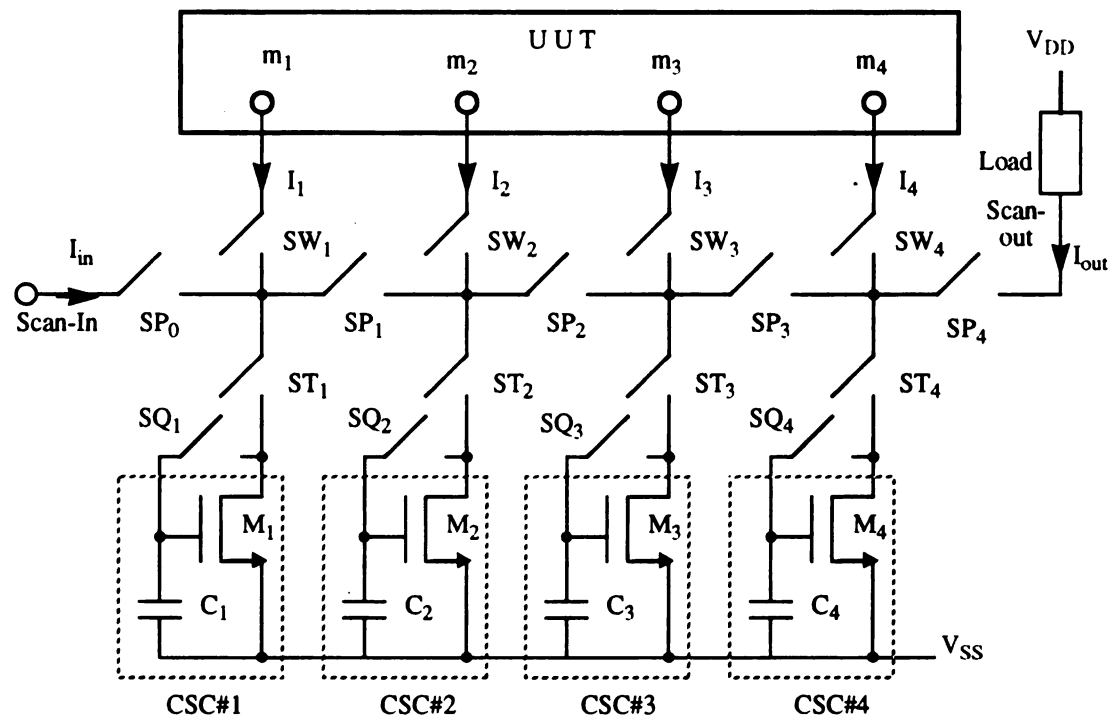 U U T
m1 m2 m3 m4
VDD
I1 I2 I3 I4
Load
Scan-out
Iin
SW1 SW2 SW3 SW4
Iout
Scan-In
SP0 SP1 SP2 SP3 SP4
ST1 ST2 ST3 ST4
SQ1 SQ2 SQ3 SQ4
M1 M2 M3 M4
C1 C2 C3 C4
VSS
CSC#1 CSC#2 CSC#3 CSC#4